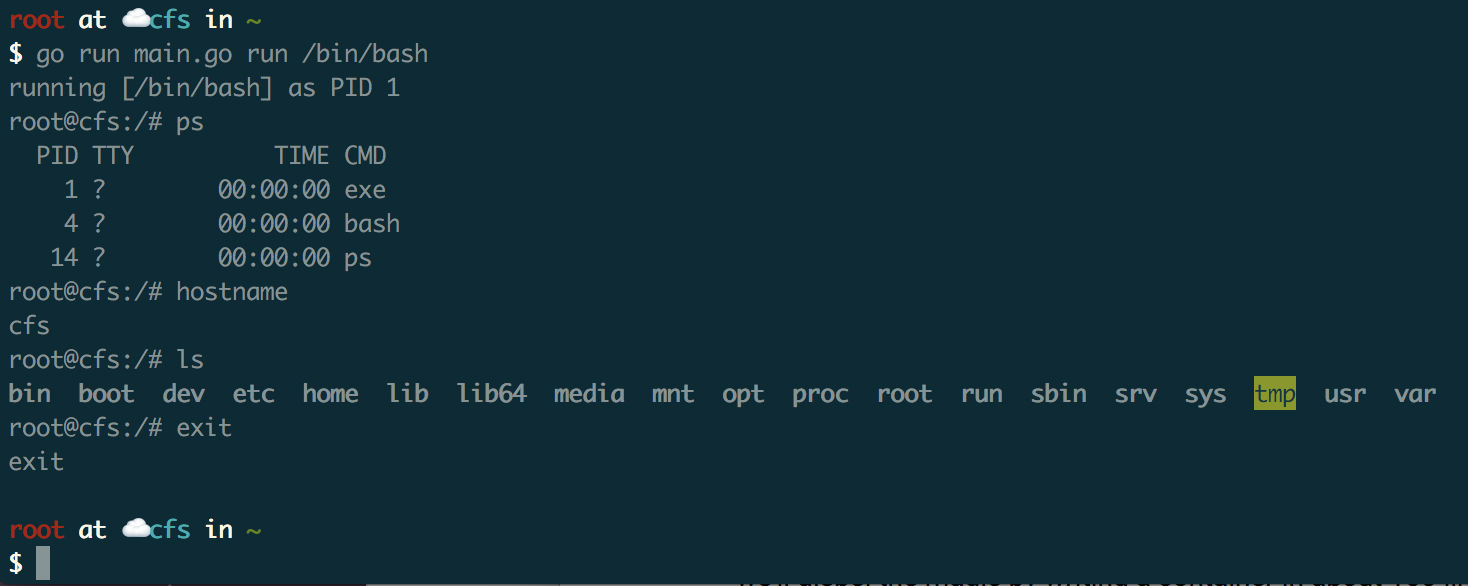 root at ☁️cfs in ~
$ go run main.go run /bin/bash
running [/bin/bash] as PID 1
root@cfs:/# ps
  PID TTY          TIME CMD
    1 ?        00:00:00 exe
    4 ?        00:00:00 bash
   14 ?        00:00:00 ps
root@cfs:/# hostname
cfs
root@cfs:/# ls
bin  boot  dev  etc  home  lib  lib64  media  mnt  opt  proc  root  run  sbin  srv  sys  tmp  usr  var
root@cfs:/# exit
exit
root at ☁️cfs in ~
$